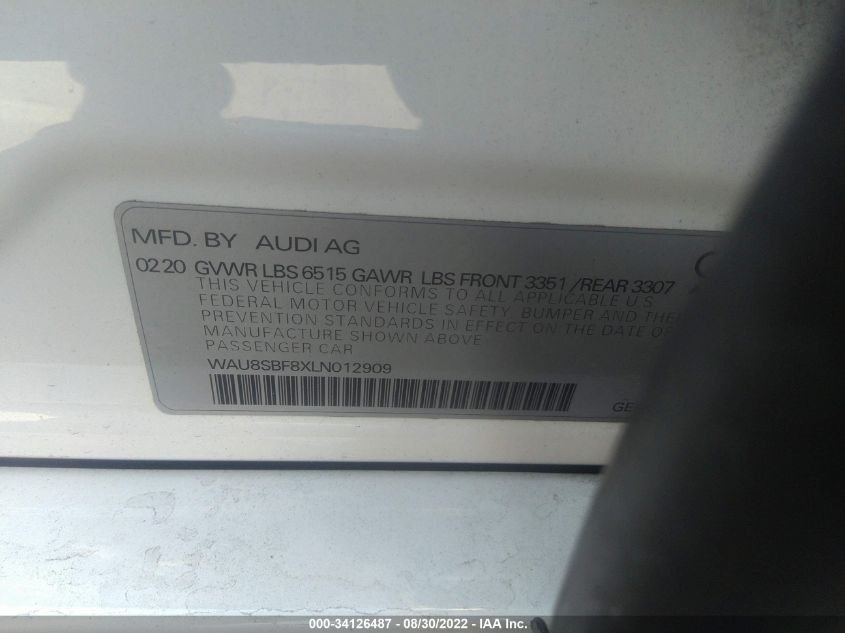 MFD. BY AUDI AG
02 20 GVWR LBS 6515 GAWR LBS FRONT 3351 /REAR 3307
THIS VEHICLE CONFORMS TO ALL APPLICABLE U.S.
FEDERAL MOTOR VEHICLE SAFETY, BUMPER AND THE
PREVENTION STANDARDS IN EFFECT ON THE DATE OF
MANUFACTURE SHOWN ABOVE
PASSENGER CAR
WAU8SBF8XLN012909
GE
000-34126487 - 08/30/2022 - IAA Inc.